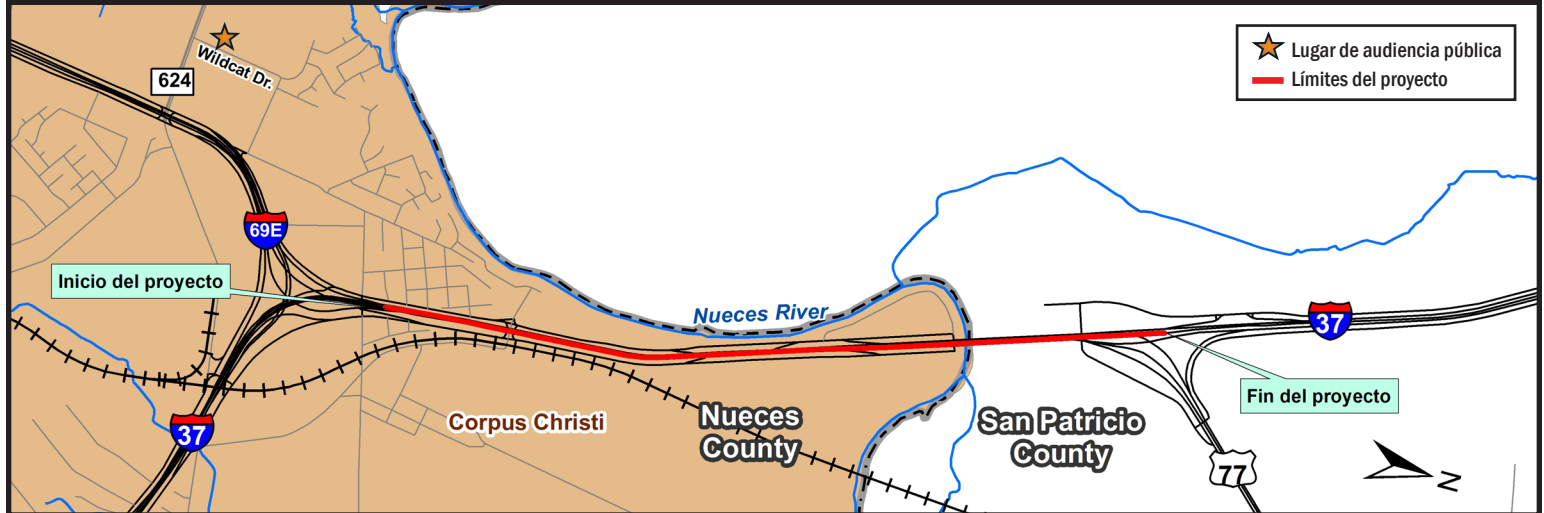 Lugar de audiencia pública
Límites del proyecto
Wildcat Dr.
624
69E
Inicio del proyecto
Nueces River
37
Fin del proyecto
37
Corpus Christi
Nueces
County
San Patricio
County
77
N